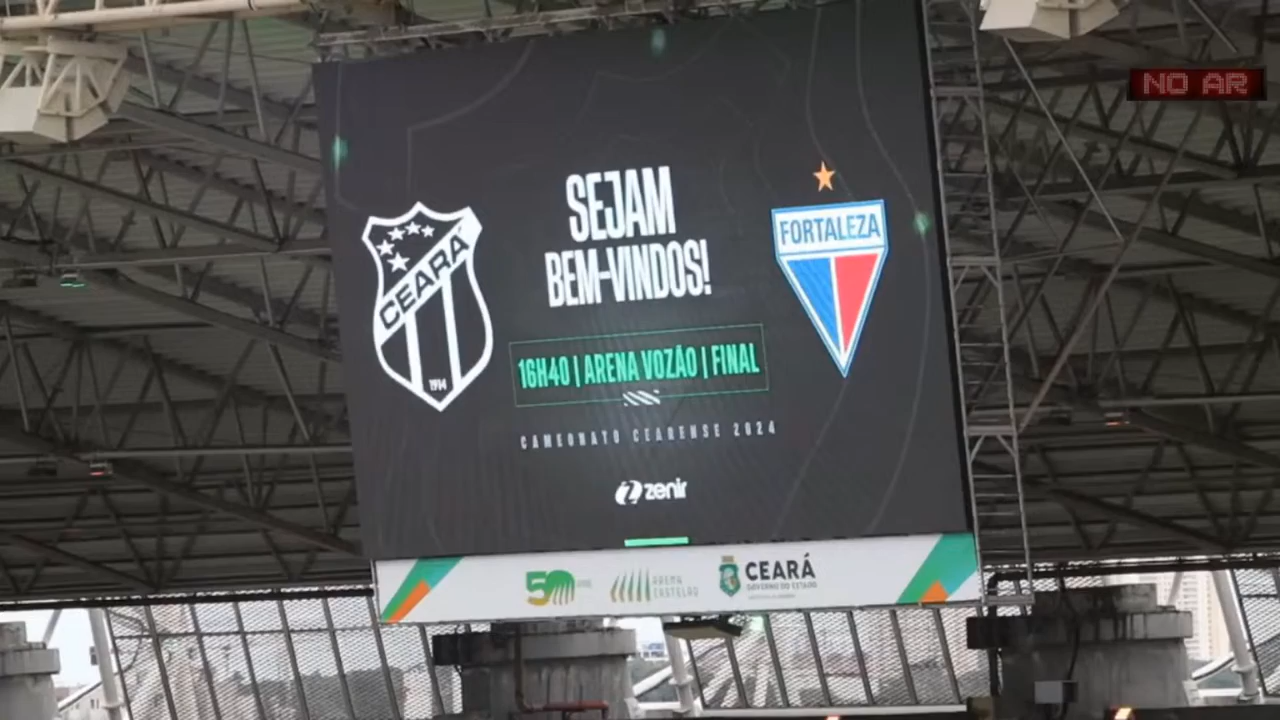 NO AR
SEJAM
BEM-VINDOS!
CEARÁ
1914
FORTALEZA
16H40 | ARENA VOZÃO | FINAL
CAMPEONATO CEARENSE 2024
zenir
50
ARENA
CASTELÃO
CEARÁ
GOVERNO DO ESTADO